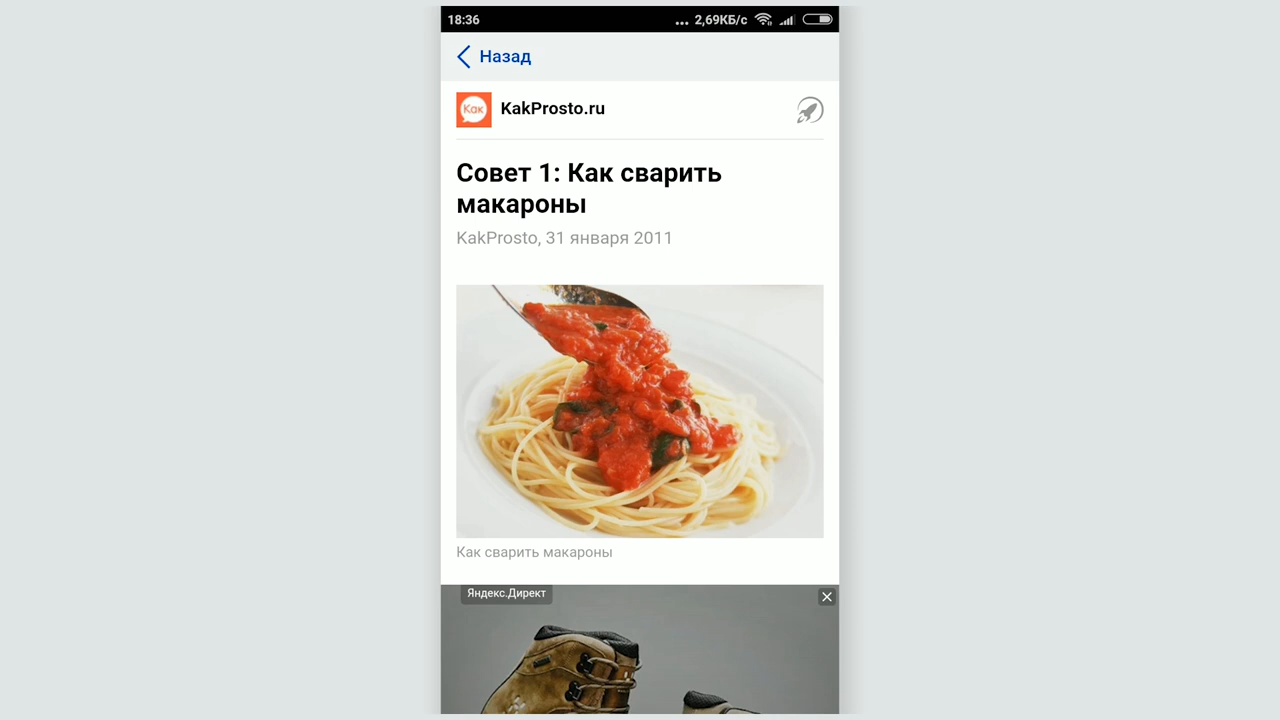 18:36
... 2,69КБ/с
Назад
Как
KakProsto.ru
Совет 1: Как сварить
макароны
KakProsto, 31 января 2011
Как сварить макароны
Яндекс.Директ